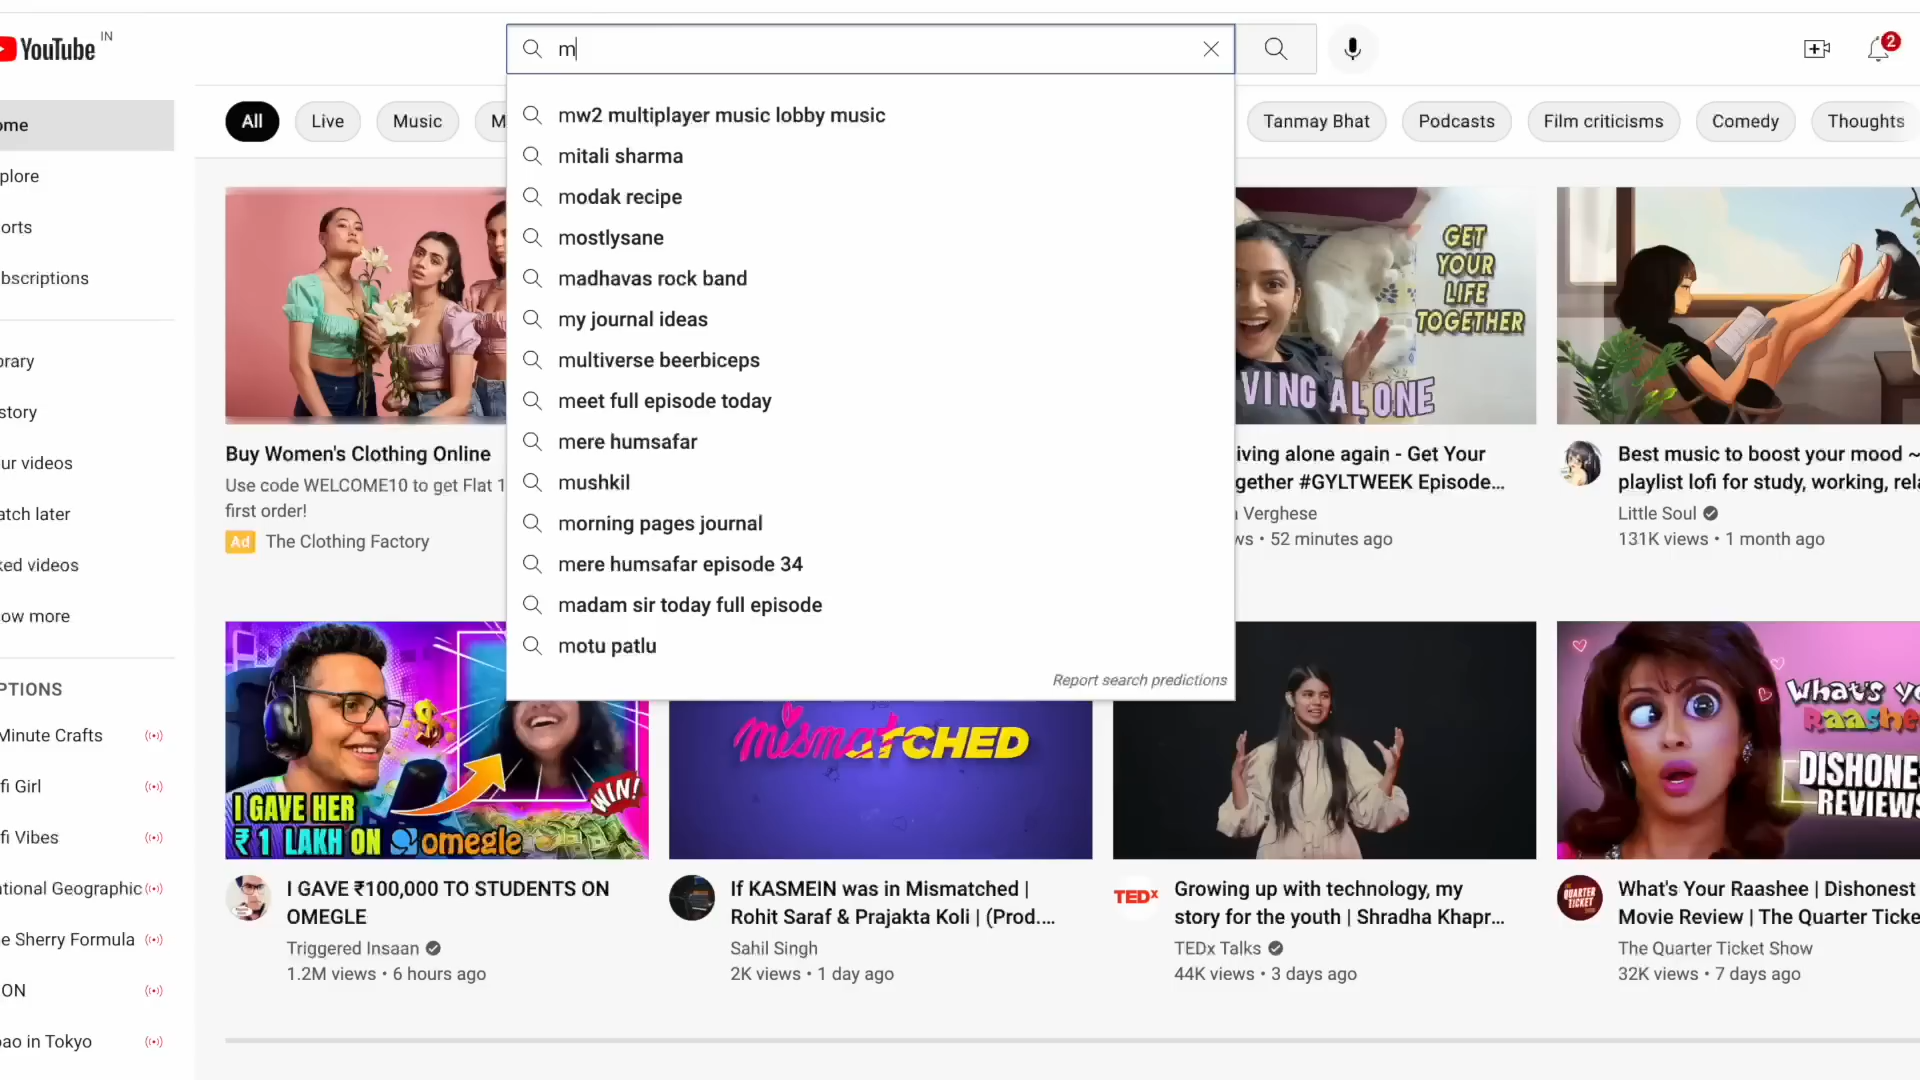 YouTube IN
m
2
ome
plore
orts
bscriptions
brary
story
ur videos
atch later
ked videos
ow more
PTIONS
Minute Crafts
fi Girl
fi Vibes
ational Geographic
e Sherry Formula
ON
pao in Tokyo
All
Live
Music
M
Tanmay Bhat
Podcasts
Film criticisms
Comedy
Thoughts
mw2 multiplayer music lobby music
mitali sharma
modak recipe
mostlysane
madhavas rock band
my journal ideas
multiverse beerbiceps
meet full episode today
mere humsafar
mushkil
morning pages journal
mere humsafar episode 34
madam sir today full episode
motu patlu
Report search predictions
Buy Women's Clothing Online
Use code WELCOME10 to get Flat 1
first order!
Ad The Clothing Factory
GET
YOUR
LIFE
TOGETHER
VING ALONE
iving alone again - Get Your
gether #GYLTWEEK Episode...
Verghese
ws • 52 minutes ago
Best music to boost your mood ~
playlist lofi for study, working, rela
Little Soul
131K views • 1 month ago
I GAVE HER
₹ 1 LAKH ON omegle
WIN!
I GAVE ₹100,000 TO STUDENTS ON
OMEGLE
Triggered Insaan
1.2M views • 6 hours ago
mismatched
If KASMEIN was in Mismatched |
Rohit Saraf & Prajakta Koli | (Prod....
Sahil Singh
2K views • 1 day ago
TEDx
Growing up with technology, my
story for the youth | Shradha Khapr...
TEDx Talks
44K views • 3 days ago
What's Yo
Raashe
DISHONE
REVIEWS
QUARTER
TICKET
What's Your Raashee | Dishonest
Movie Review | The Quarter Ticke
The Quarter Ticket Show
32K views • 7 days ago